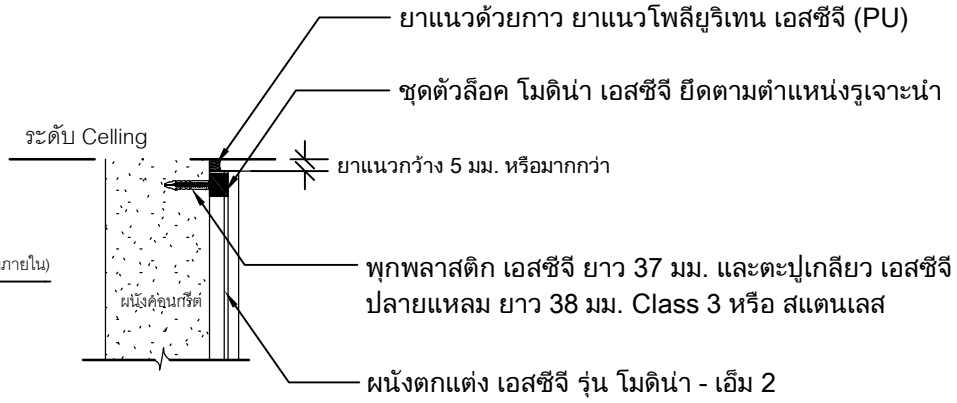 ยาแนวด้วยกาว ยาแนวโพลียูริเทน เอสซีจี (PU)
ชุดตัวล็อค โมดิน่า เอสซีจี ยึดตามตำแหน่งรูเจาะนำ
ระดับ Celling
ยาแนวกว้าง 5 มม. หรือมากกว่า
ภายใน)
พุกพลาสติก เอสซีจี ยาว 37 มม. และตะปูเกลียว เอสซีจี
ปลายแหลม ยาว 38 มม. Class 3 หรือ สแตนเลส
ผนังคอนกรีต
ผนังตกแต่ง เอสซีจี รุ่น โมดิน่า - เอ็ม 2